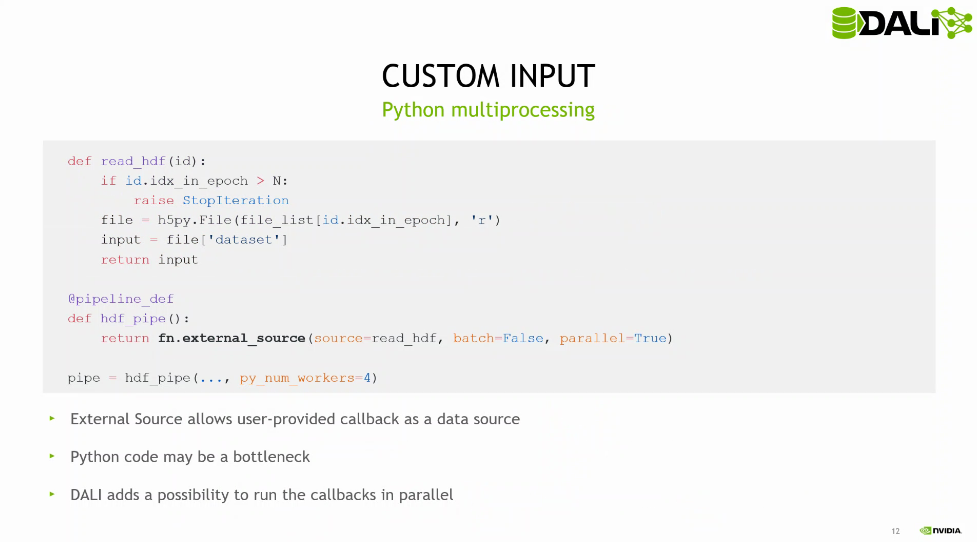 DALI
CUSTOM INPUT
Python multiprocessing
def read_hdf(id):
    if id.idx_in_epoch > N:
        raise StopIteration
    file = h5py.File(file_list[id.idx_in_epoch], 'r')
    input = file['dataset']
    return input
@pipeline_def
def hdf_pipe():
    return fn.external_source(source=read_hdf, batch=False, parallel=True)
pipe = hdf_pipe(..., py_num_workers=4)
▸ External Source allows user-provided callback as a data source
▸ Python code may be a bottleneck
▸ DALI adds a possibility to run the callbacks in parallel
12 NVIDIA.